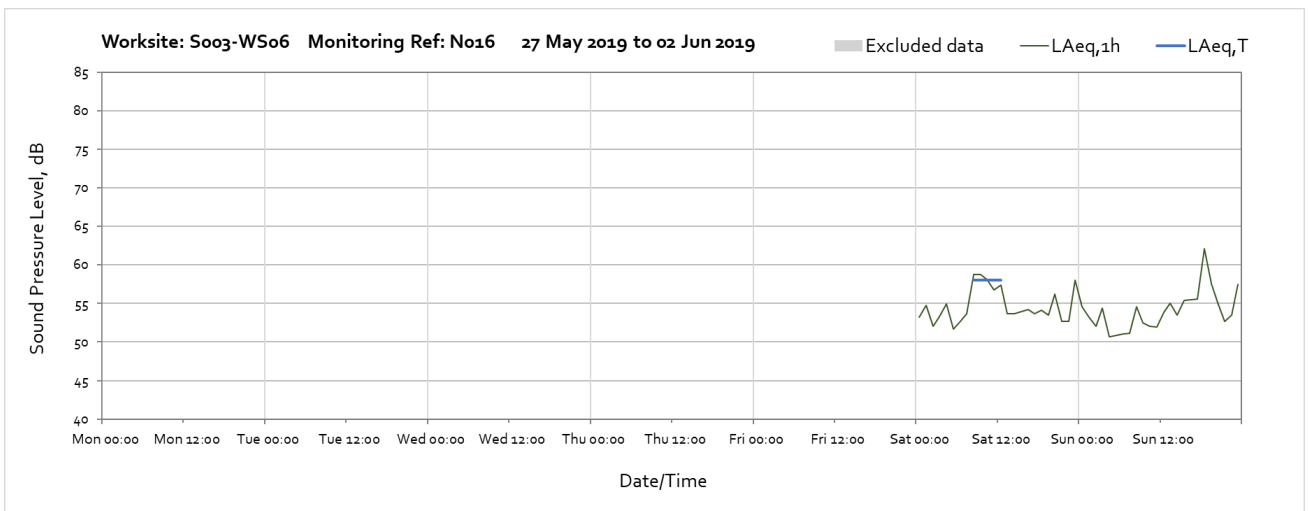 Worksite: S003-WS06 Monitoring Ref: N016 27 May 2019 to 02 Jun 2019
Excluded data LAeq,1h LAeq,T
85
80
75
70
65
60
55
50
45
40
Sound Pressure Level, dB
Mon 00:00 Mon 12:00 Tue 00:00 Tue 12:00 Wed 00:00 Wed 12:00 Thu 00:00 Thu 12:00 Fri 00:00 Fri 12:00 Sat 00:00 Sat 12:00 Sun 00:00 Sun 12:00
Date/Time